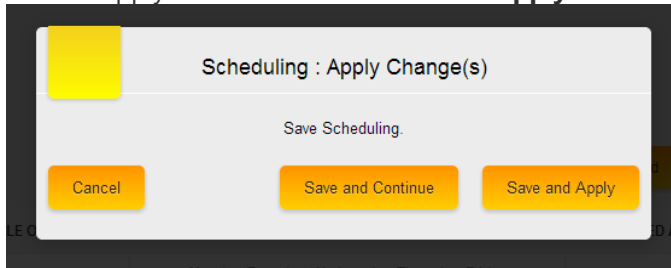 Scheduling : Apply Change(s)
Save Scheduling.
Cancel
Save and Continue
Save and Apply